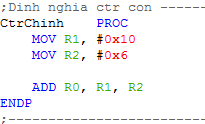 ;Dinh nghia ctr con ------
CtrChinh PROC
MOV R1, #0x10
MOV R2, #0x6
ADD R0, R1, R2
ENDP
;--------------------------